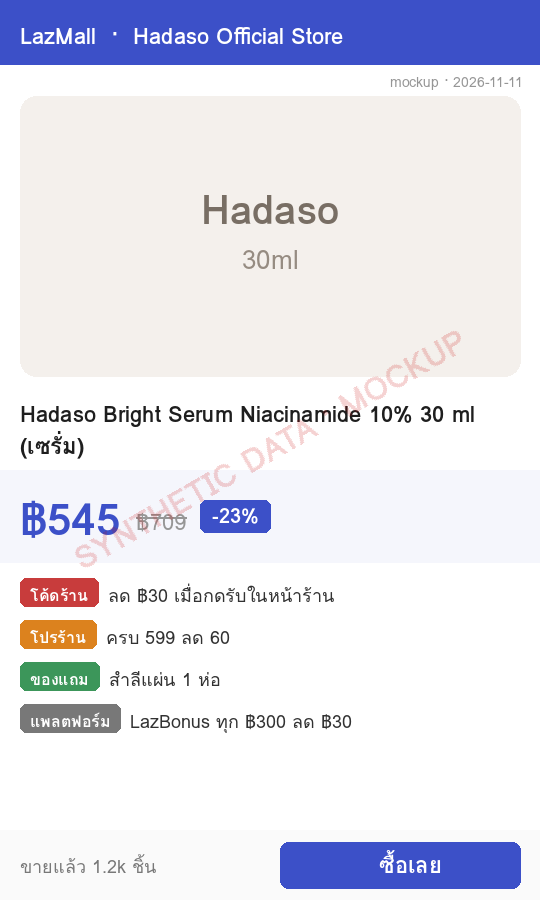 LazMall · Hadaso Official Store
mockup · 2026-11-11
Hadaso
30ml
Hadaso Bright Serum Niacinamide 10% 30 ml
(เซรั่ม)
฿545 ฿709 -23%
โค้ดร้าน ลด ฿30 เมื่อกดรับในหน้าร้าน
โปรร้าน ครบ 599 ลด 60
ของแถม สำลีแผ่น 1 ห่อ
แพลตฟอร์ม LazBonus ทุก ฿300 ลด ฿30
ขายแล้ว 1.2k ชิ้น ซื้อเลย
SYNTHETIC DATA MOCKUP